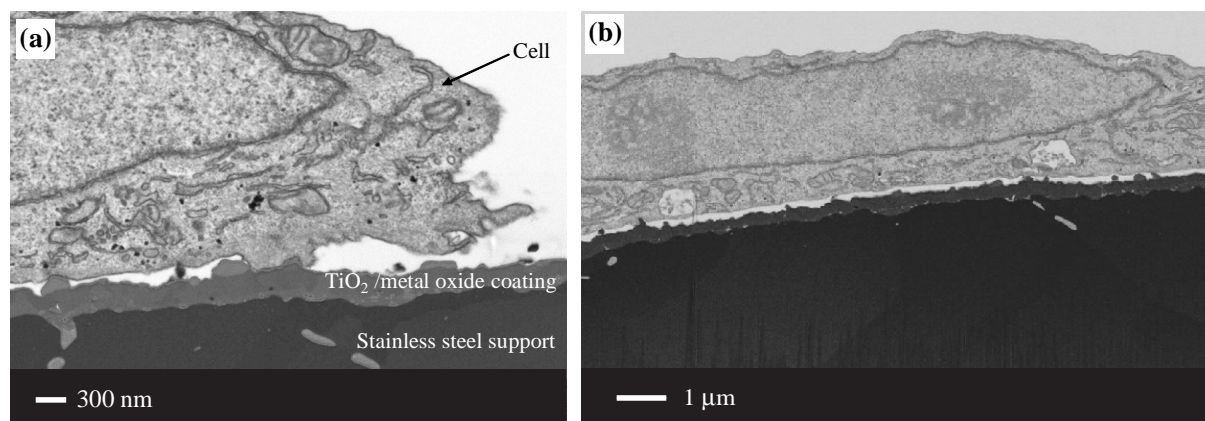 (a)
Cell
TiO₂ /metal oxide coating
Stainless steel support
300 nm
(b)
1 μm